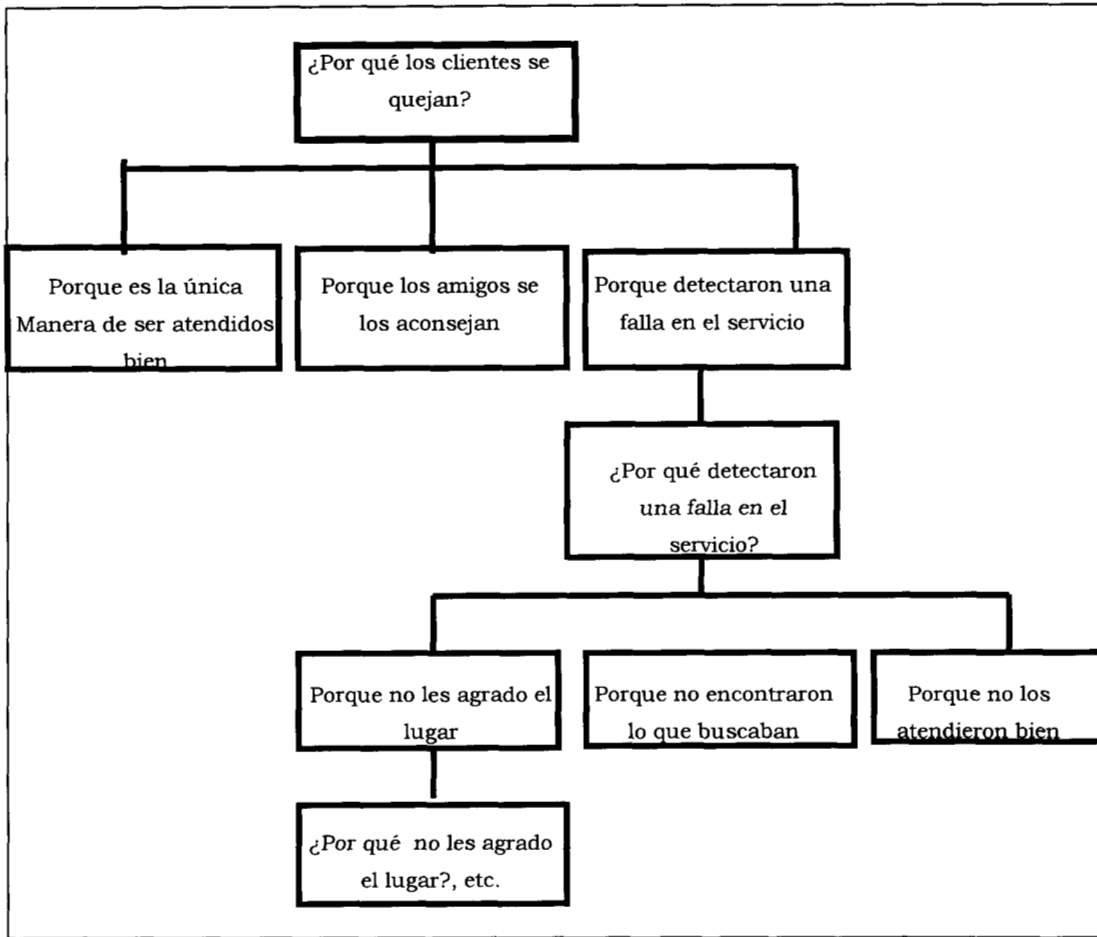 ¿Por qué los clientes se
quejan?
Porque es la única
Manera de ser atendidos
bien
Porque los amigos se
los aconsejan
Porque detectaron una
falla en el servicio
¿Por qué detectaron
una falla en el
servicio?
Porque no les agrado el
lugar
Porque no encontraron
lo que buscaban
Porque no los
atendieron bien
¿Por qué  no les agrado
el lugar?, etc.